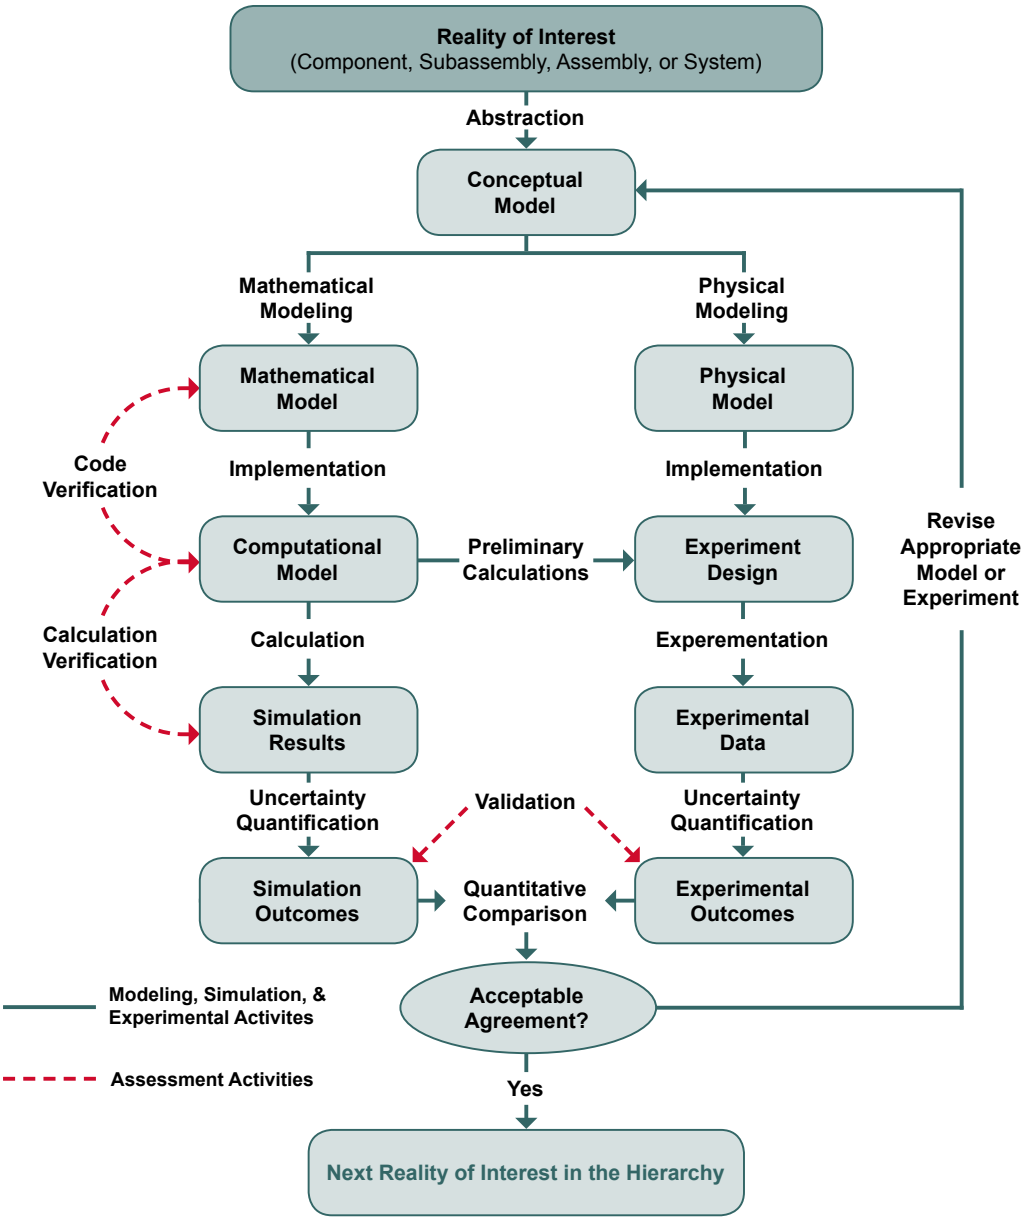 Reality of Interest
(Component, Subassembly, Assembly, or System)
Abstraction
Conceptual
Model
Mathematical
Modeling
Physical
Modeling
Mathematical
Model
Physical
Model
Code
Verification
Implementation
Implementation
Computational
Model
Preliminary
Calculations
Experiment
Design
Revise
Appropriate
Model or
Experiment
Calculation
Verification
Calculation
Experementation
Simulation
Results
Experimental
Data
Uncertainty
Quantification
Validation
Uncertainty
Quantification
Simulation
Outcomes
Quantitative
Comparison
Experimental
Outcomes
Modeling, Simulation, &
Experimental Activites
Acceptable
Agreement?
Assessment Activities
Yes
Next Reality of Interest in the Hierarchy